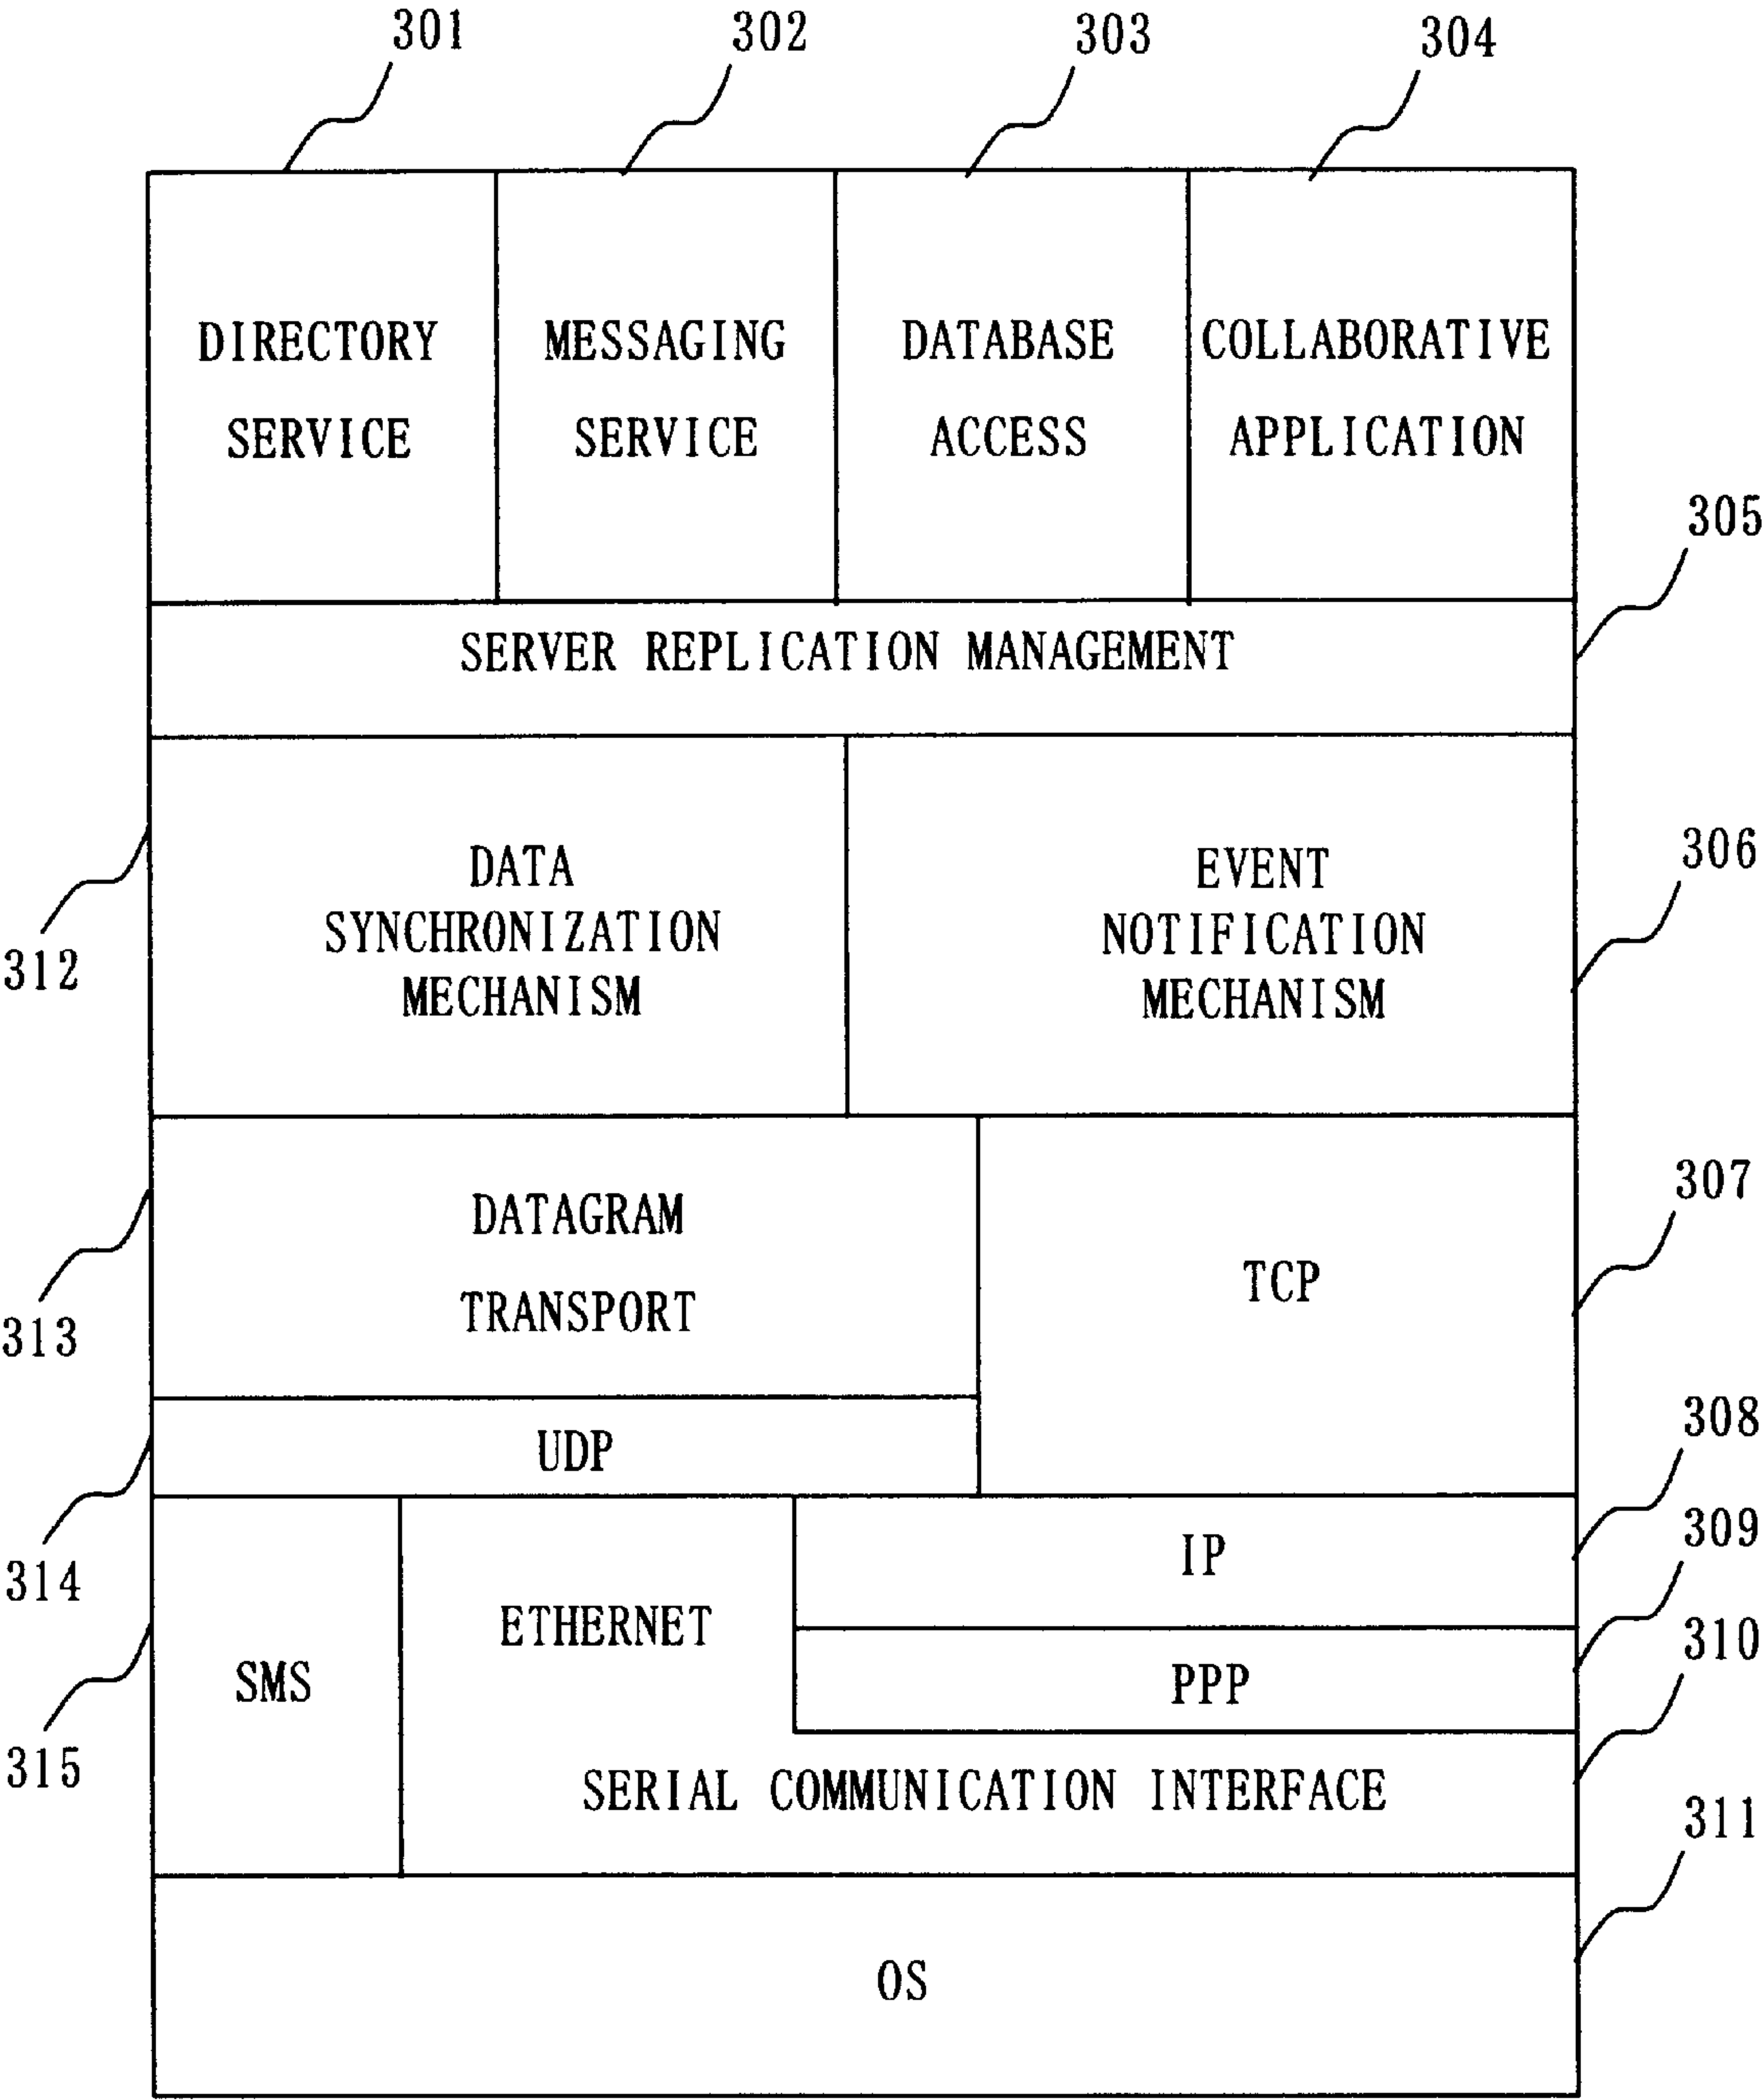 301
302
303
304
DIRECTORY
SERVICE
MESSAGING
SERVICE
DATABASE
ACCESS
COLLABORATIVE
APPLICATION
305
SERVER REPLICATION MANAGEMENT
312
DATA
SYNCHRONIZATION
MECHANISM
EVENT
NOTIFICATION
MECHANISM
306
313
DATAGRAM
TRANSPORT
TCP
307
314
UDP
308
IP
309
ETHERNET
315
SMS
PPP
310
SERIAL COMMUNICATION INTERFACE
311
OS